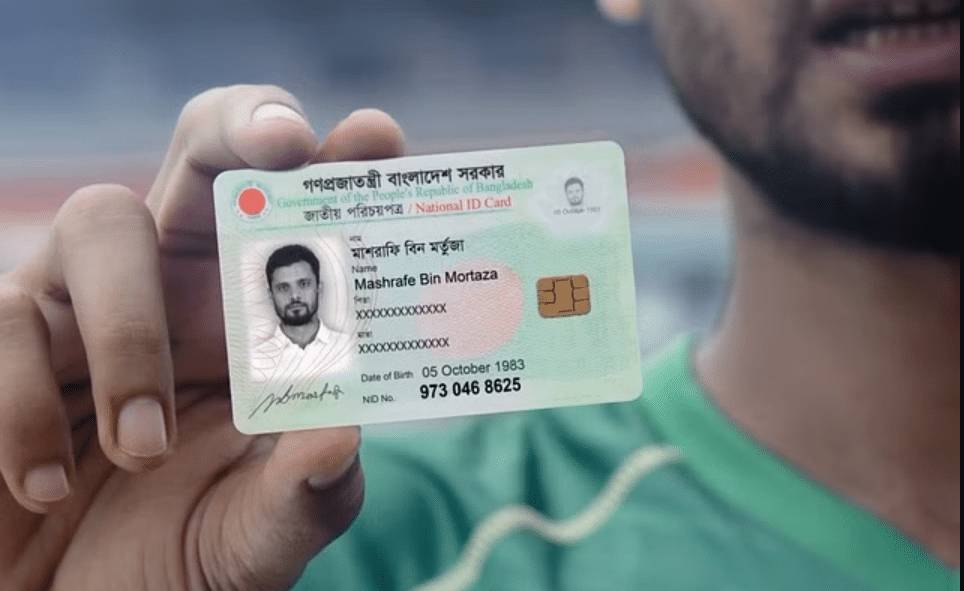 গণপ্রজাতন্ত্রী বাংলাদেশ সরকার
Government of the People's Republic of Bangladesh
জাতীয় পরিচয়পত্র / National ID Card
05 October 1983
নাম
মাশরাফি বিন মর্তুজা
Name
Mashrafe Bin Mortaza
পিতা
XXXXXXXXXXXXX
মাতা
XXXXXXXXXXXXX
Date of Birth 05 October 1983
NID No. 973 046 8625